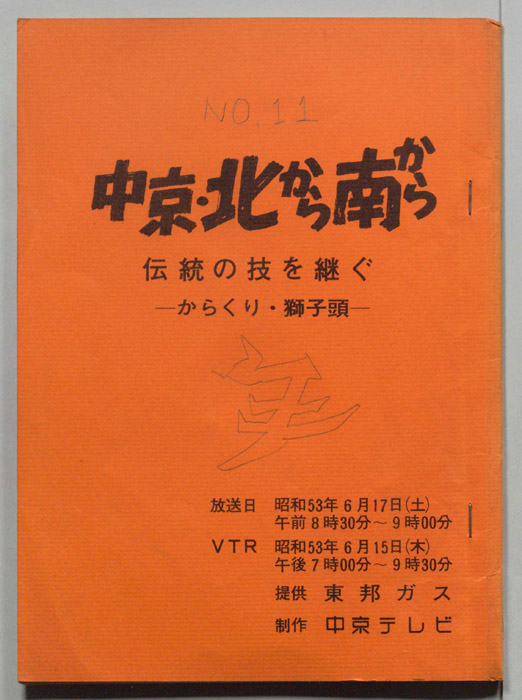 NO.11
中京・北から南から
伝統の技を継ぐ
―からくり・獅子頭―
放送日 昭和53年6月17日(土)
午前8時30分～9時00分
VTR 昭和53年6月15日(木)
午後7時00分～9時30分
提供 東邦ガス
制作 中京テレビ